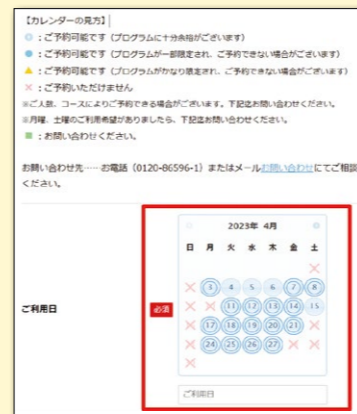 【カレンダーの見方】
◎：ご予約可能です（プログラムに十分余裕がございます）
●：ご予約可能です（プログラムが一部限定され、ご予約できない場合がございます）
▲：ご予約可能です（プログラムがかなり限定され、ご予約できない場合がございます）
×：ご予約いただけません
※ご人数、コースによりご予約できる場合がございます。下記迄お問い合わせください。
※月曜、土曜のご利用希望がありましたら、下記迄お問い合わせください。
■：お問い合わせください。
お問い合わせ先……お電話（0120-86596-1）またはメールお問い合わせにてご相談
ください。
2023年 4月
日 月 火 水 木 金 土
×
× 3 4 5 6 7 8
× × 11 12 13 14 15
ご利用日 必須
× 17 18 19 20 21 ×
× 24 25 26 27 × ×
×
ご利用日